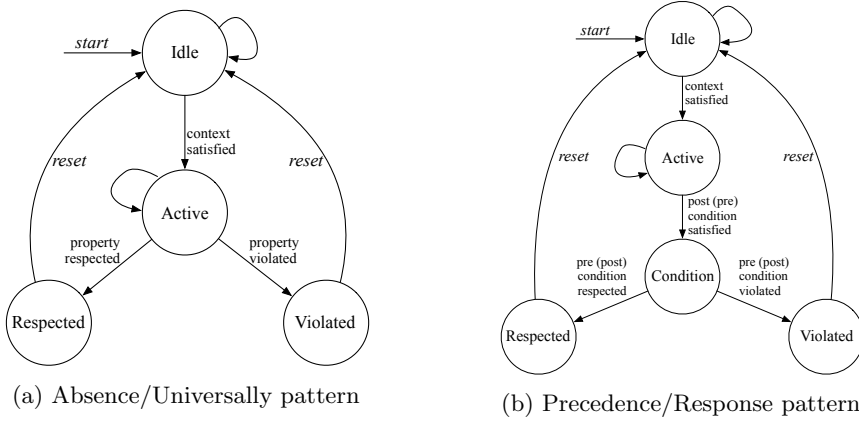 start
Idle
context
satisfied
reset
reset
Active
property
respected
property
violated
Respected
Violated
(a) Absence/Universally pattern
start
Idle
context
satisfied
reset
reset
Active
post (pre)
condition
satisfied
pre (post)
condition
respected
Condition
pre (post)
condition
violated
Respected
Violated
(b) Precedence/Response pattern